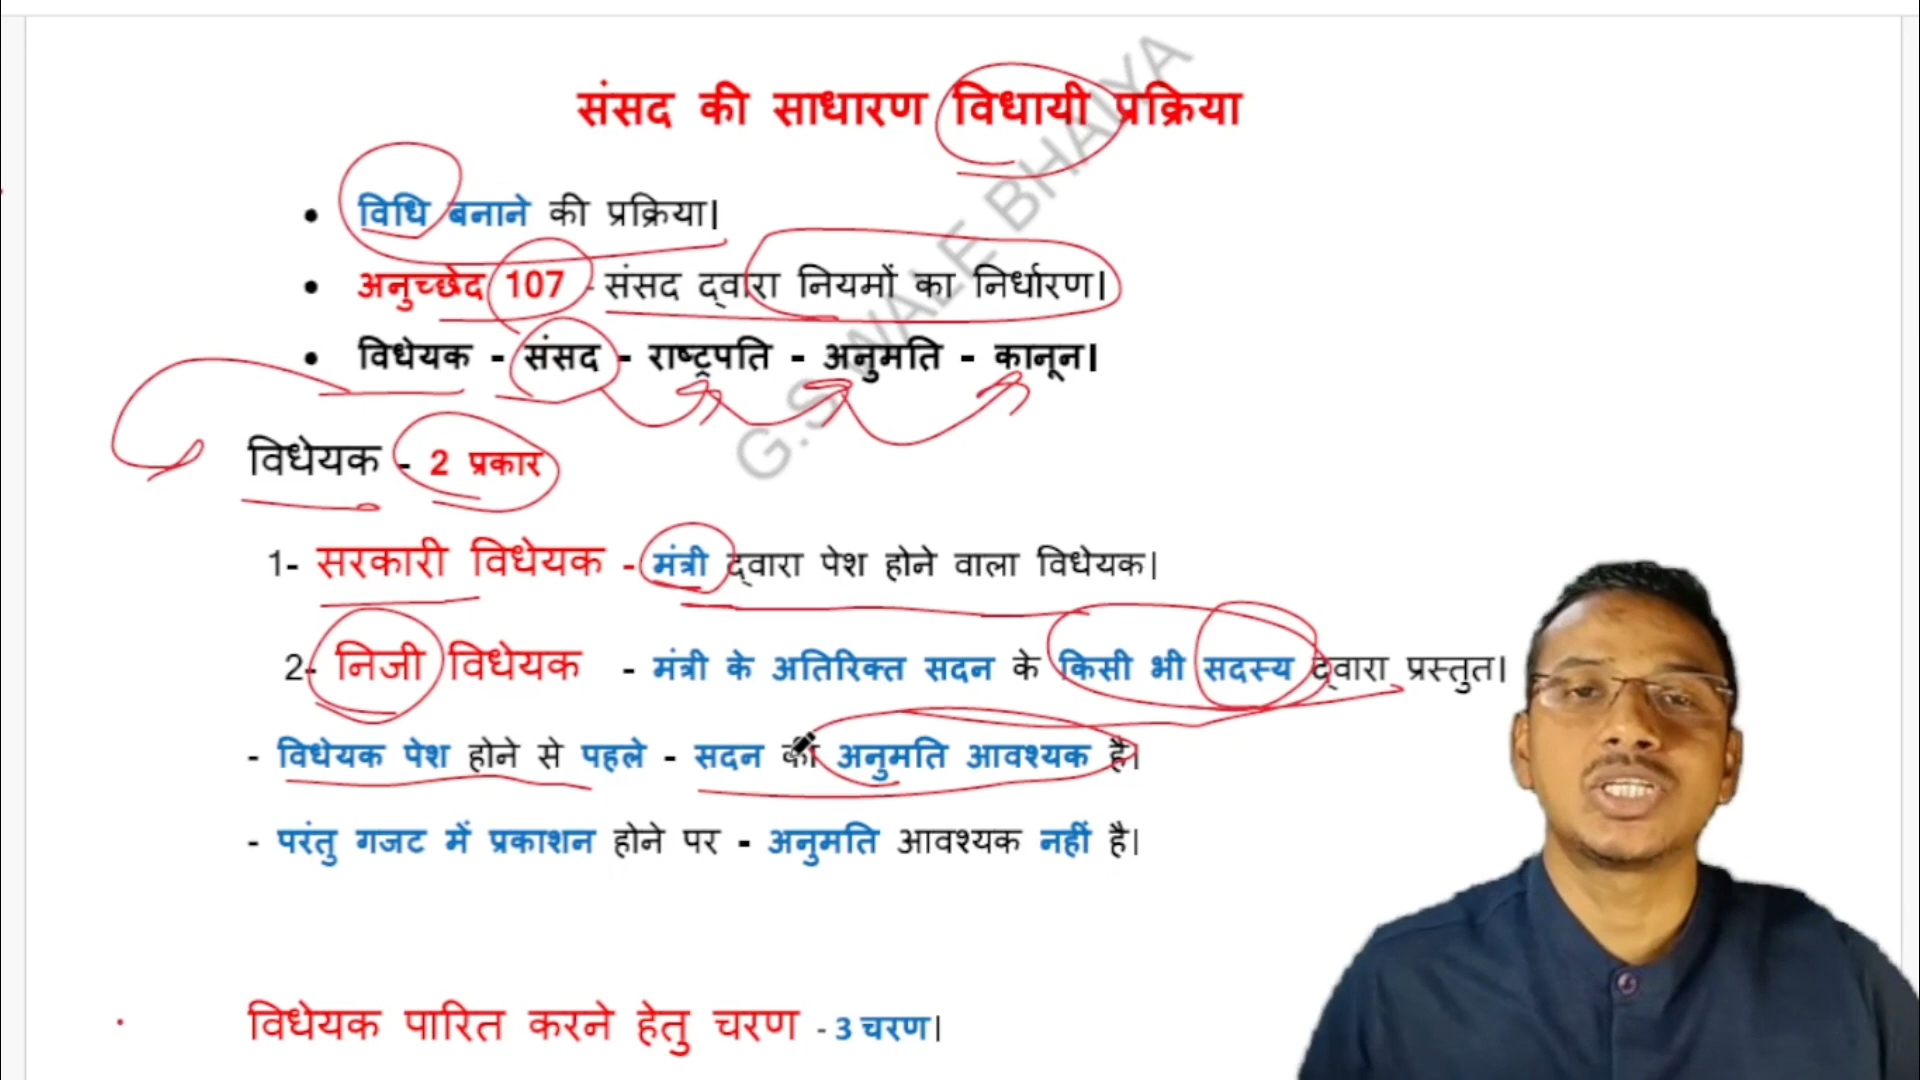 संसद की साधारण विधायी प्रक्रिया
• विधि बनाने की प्रक्रिया।
• अनुच्छेद 107 - संसद द्वारा नियमों का निर्धारण।
• विधेयक - संसद - राष्ट्रपति - अनुमति - कानून।
विधेयक - 2 प्रकार
1- सरकारी विधेयक - मंत्री द्वारा पेश होने वाला विधेयक।
2- निजी विधेयक - मंत्री के अतिरिक्त सदन के किसी भी सदस्य द्वारा प्रस्तुत।
- विधेयक पेश होने से पहले - सदन की अनुमति आवश्यक है।
- परंतु गजट में प्रकाशन होने पर - अनुमति आवश्यक नहीं है।
विधेयक पारित करने हेतु चरण - 3 चरण।
G.S WALE BHAIYA